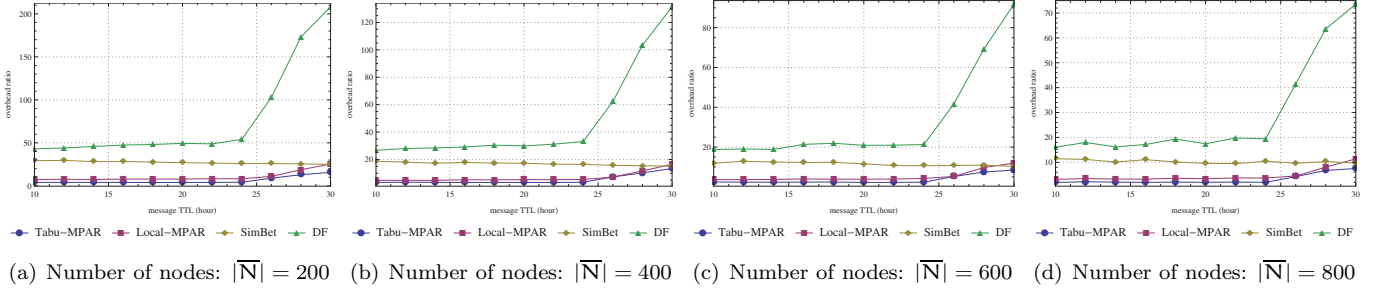 200
150
100
50
0
overhead ratio
10 15 20 25 30
message TTL (hour)
Tabu-MPAR Local-MPAR SimBet DF
(a) Number of nodes: |N̅| = 200
120
100
80
60
40
20
overhead ratio
10 15 20 25 30
message TTL (hour)
Tabu-MPAR Local-MPAR SimBet DF
(b) Number of nodes: |N̅| = 400
80
60
40
20
overhead ratio
10 15 20 25 30
message TTL (hour)
Tabu-MPAR Local-MPAR SimBet DF
(c) Number of nodes: |N̅| = 600
70
60
50
40
30
20
10
overhead ratio
10 15 20 25 30
message TTL (hour)
Tabu-MPAR Local-MPAR SimBet DF
(d) Number of nodes: |N̅| = 800